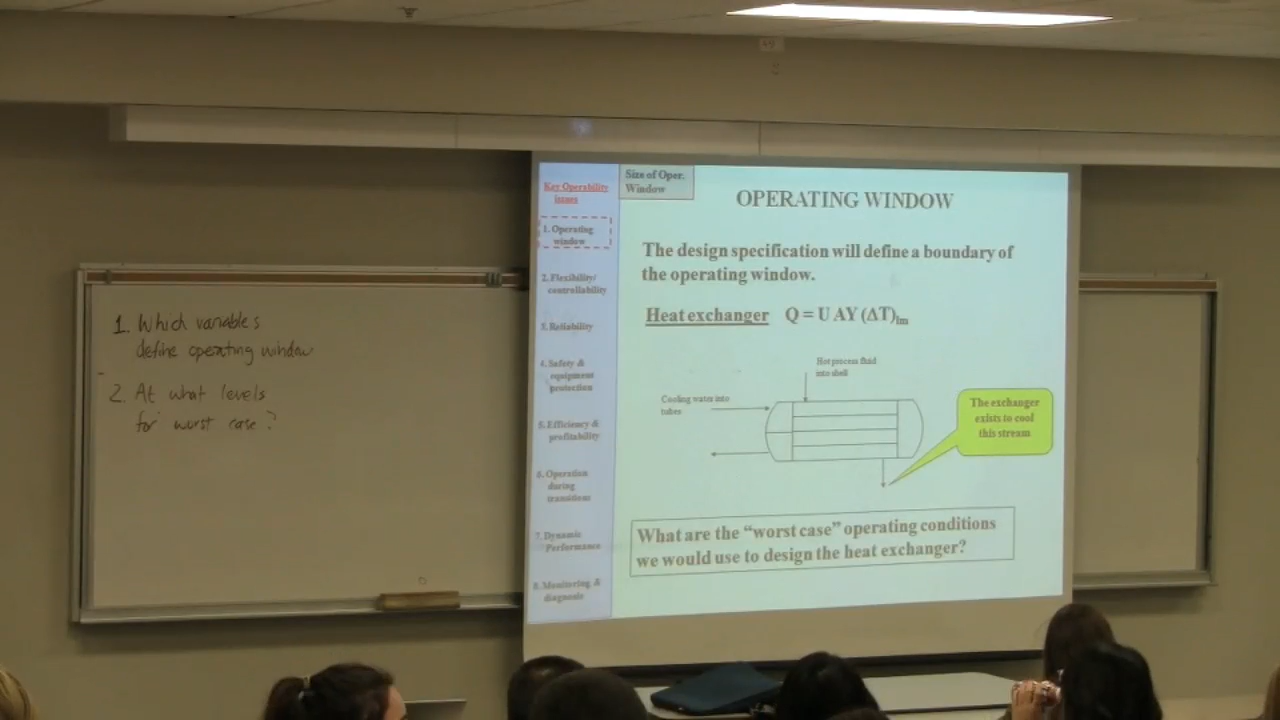 1. Which variables
define operating window
2. At what levels
for worst case?
Key Operability
issues
1. Operating
window
2. Flexibility/
controllability
3. Reliability
4. Safety &
equipment
protection
5. Efficiency &
profitability
6. Operation
during
transitions
7. Dynamic
Performance
8. Monitoring &
diagnosis
Size of Oper.
Window
OPERATING WINDOW
The design specification will define a boundary of
the operating window.
Heat exchanger Q = U AY (ΔT)lm
Hot process fluid
into shell
Cooling water into
tubes
The exchanger
exists to cool
this stream
What are the “worst case” operating conditions
we would use to design the heat exchanger?